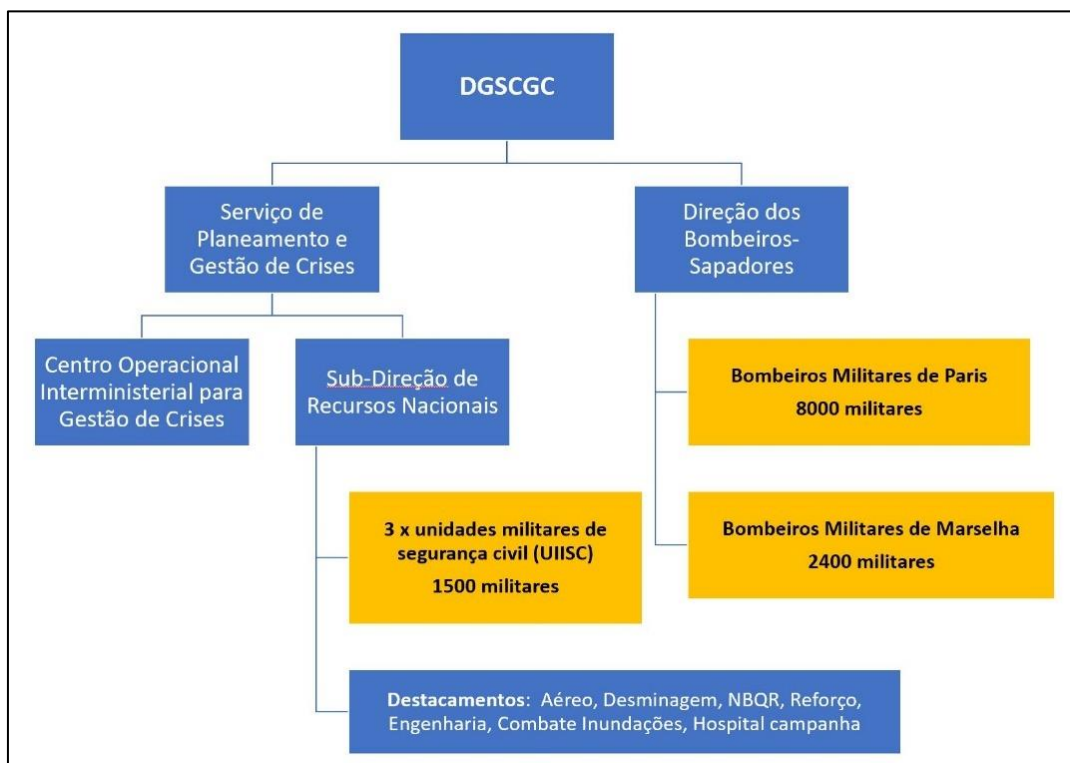 DGSCGC
Serviço de
Planeamento e
Gestão de Crises
Direção dos
Bombeiros-
Sapadores
Centro Operacional
Interministerial para
Gestão de Crises
Sub-Direção de
Recursos Nacionais
Bombeiros Militares de Paris
8000 militares
3 x unidades militares de
segurança civil (UIISC)
1500 militares
Bombeiros Militares de Marselha
2400 militares
Destacamentos: Aéreo, Desminagem, NBQR, Reforço,
Engenharia, Combate Inundações, Hospital campanha